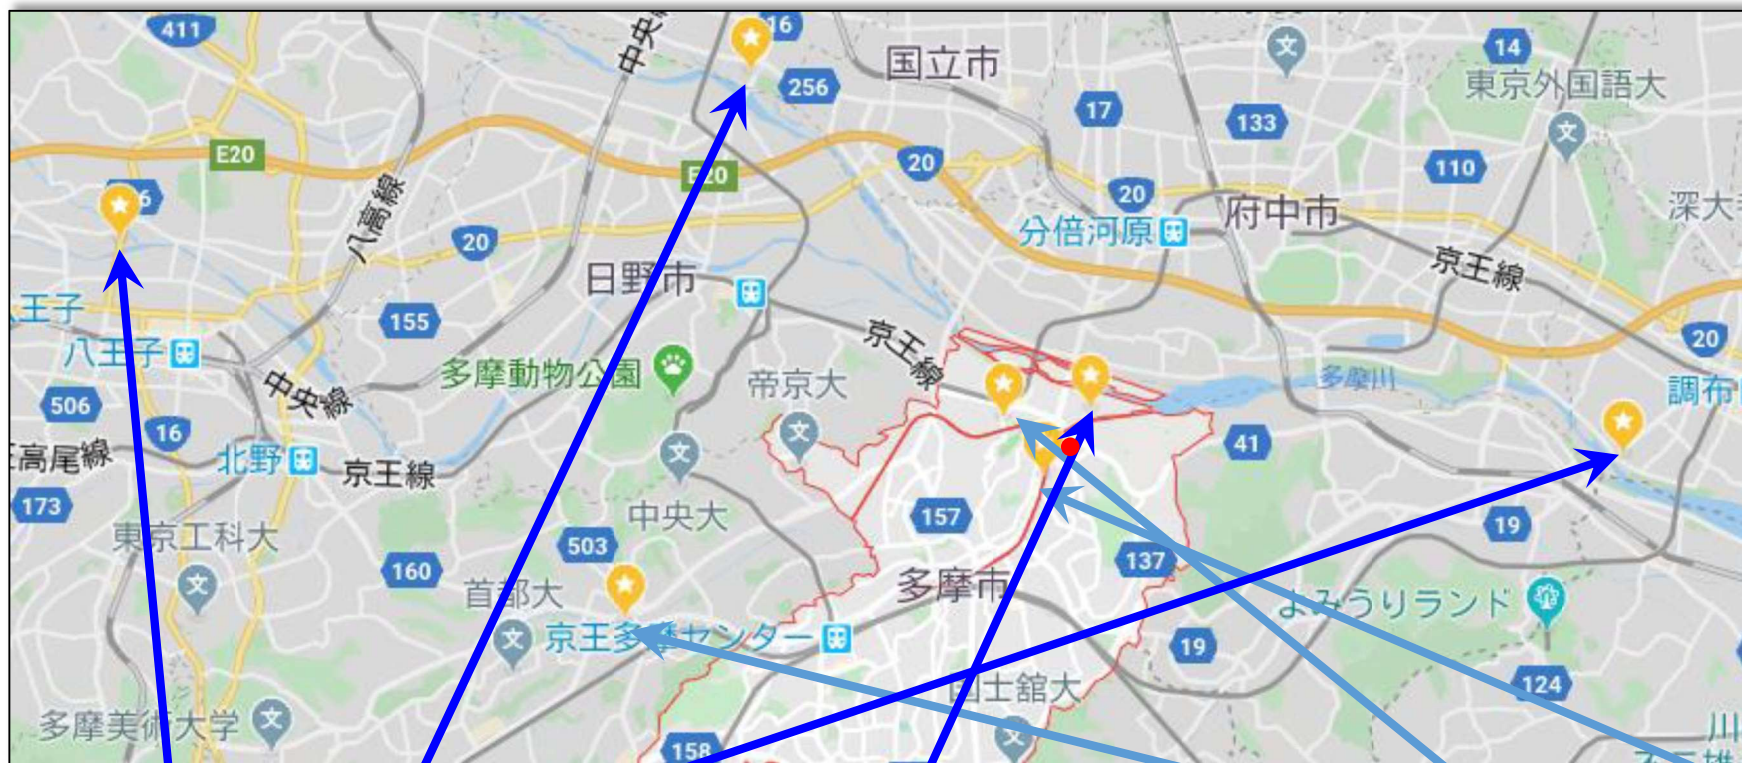 411
16
中央
国立市
14
256
東京外国語大
17
133
E20
E20
20
110
20
八高線
深大
20
分倍河原
府中市
京王線
日野市
王子
155
京王線
20
八王子
多摩動物公園
帝京大
多摩川
調布
506
中央線
16
41
高尾線
北野
京王線
173
157
中央大
19
東京工科大
503
137
160
首都大
多摩市
よみうりランド
京王多摩センター
19
国士舘大
124
多摩美術大学
158
川